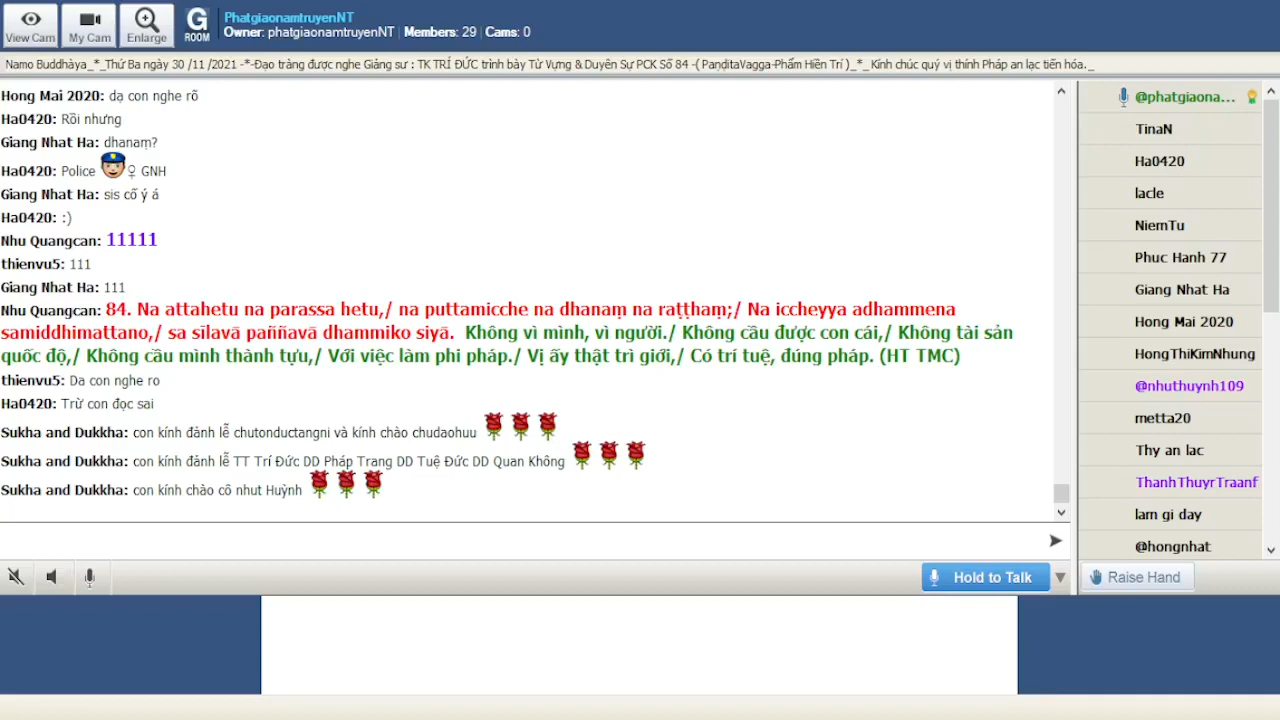 View Cam
My Cam
Enlarge
G
ROOM
PhatgiaonamtruyenNT
Owner: phatgiaonamtruyenNT | Members: 29 | Cams: 0
Namo Buddhàya_*_Thứ Ba ngày 30 /11 /2021 -*-Đạo tràng được nghe Giảng sư : TK TRÍ ĐỨC trình bày Từ Vựng & Duyên Sự PCK Số 84 -( PaṇḍitaVagga-Phẩm Hiền Trí )_*_ Kính chúc quý vị thính Pháp an lạc tiến hóa._
Hong Mai 2020: dạ con nghe rõ
Ha0420: Rồi nhưng
Giang Nhat Ha: dhanaṃ?
Ha0420: Police ♀ GNH
Giang Nhat Ha: sis cố ý á
Ha0420: :)
Nhu Quangcan: 11111
thienvu5: 111
Giang Nhat Ha: 111
Nhu Quangcan: 84. Na attahetu na parassa hetu,/ na puttamicche na dhanaṃ na raṭṭhaṃ;/ Na iccheyya adhammena
samiddhimattano,/ sa sīlavā paññavā dhammiko siyā. Không vì mình, vì người./ Không cầu được con cái,/ Không tài sản
quốc độ,/ Không cầu mình thành tựu,/ Với việc làm phi pháp./ Vị ấy thật trì giới,/ Có trí tuệ, đúng pháp. (HT TMC)
thienvu5: Da con nghe ro
Ha0420: Trừ con đọc sai
Sukha and Dukkha: con kính đảnh lễ chutonductangni và kính chào chudaohuu
Sukha and Dukkha: con kính đảnh lễ TT Trí Đức DD Pháp Trang DD Tuệ Đức DD Quan Không
Sukha and Dukkha: con kính chào cô nhut Huỳnh
@phatgiaona...
TinaN
Ha0420
lacle
NiemTu
Phuc Hanh 77
Giang Nhat Ha
Hong Mai 2020
HongThiKimNhung
@nhuthuynh109
metta20
Thy an lac
ThanhThuyrTraanf
lam gi day
@hongnhat
Hold to Talk
Raise Hand